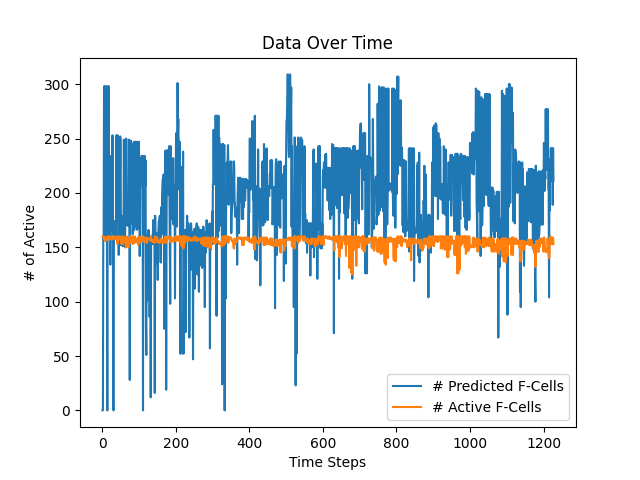 Data Over Time
300
250
200
150
100
50
0
# of Active
0 200 400 600 800 1000 1200
Time Steps
# Predicted F-Cells
# Active F-Cells